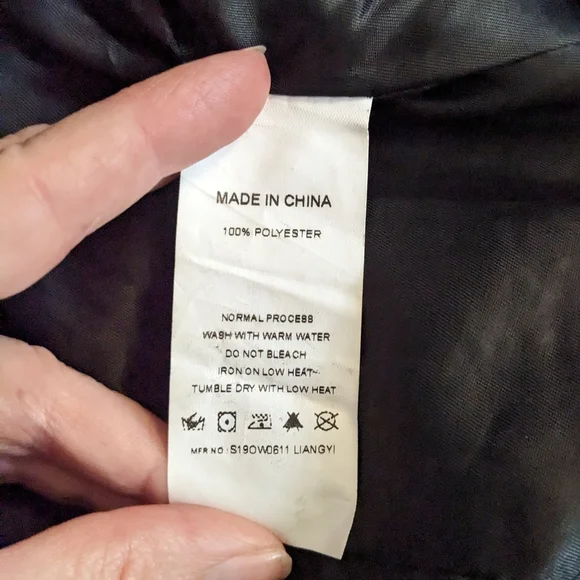 MADE IN CHINA
100% POLYESTER
NORMAL PROCESS
WASH WITH WARM WATER
DO NOT BLEACH
IRON ON LOW HEAT
TUMBLE DRY WITH LOW HEAT
MFR NO.: S19OW0611 LIANGYI